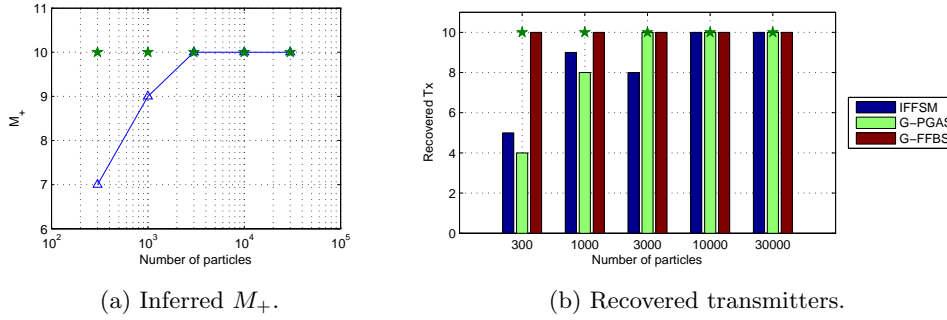 11
10
9
8
7
6
M+
10^2
10^3
10^4
10^5
Number of particles
(a) Inferred M+.
10
8
6
4
2
0
Recovered Tx
300
1000
3000
10000
30000
Number of particles
IFFSM
G-PGAS
G-FFBS
(b) Recovered transmitters.